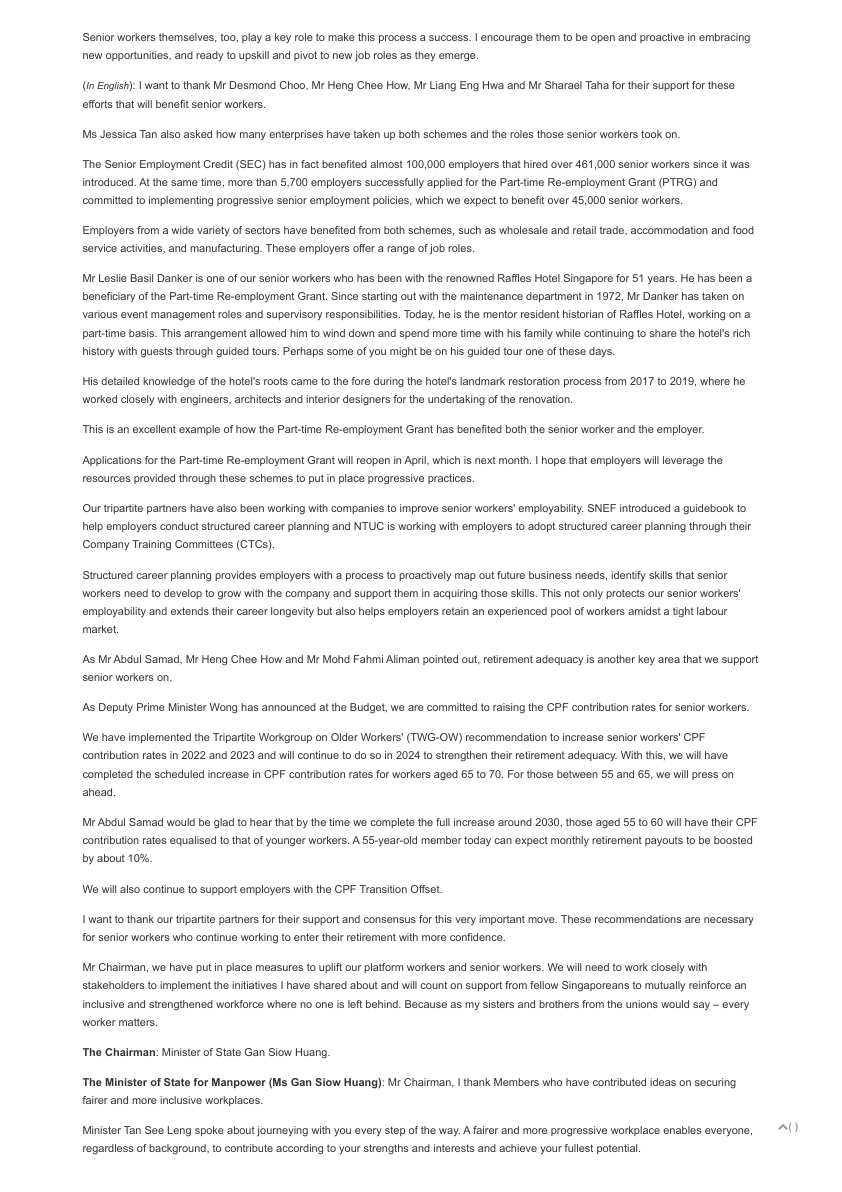 Senior workers themselves, too, play a key role to make this process a success. I encourage them to be open and proactive in embracing
new opportunities, and ready to upskill and pivot to new job roles as they emerge.
(In English): I want to thank Mr Desmond Choo, Mr Heng Chee How, Mr Liang Eng Hwa and Mr Sharael Taha for their support for these
efforts that will benefit senior workers.
Ms Jessica Tan also asked how many enterprises have taken up both schemes and the roles those senior workers took on.
The Senior Employment Credit (SEC) has in fact benefited almost 100,000 employers that hired over 461,000 senior workers since it was
introduced. At the same time, more than 5,700 employers successfully applied for the Part-time Re-employment Grant (PTRG) and
committed to implementing progressive senior employment policies, which we expect to benefit over 45,000 senior workers.
Employers from a wide variety of sectors have benefited from both schemes, such as wholesale and retail trade, accommodation and food
service activities, and manufacturing. These employers offer a range of job roles.
Mr Leslie Basil Danker is one of our senior workers who has been with the renowned Raffles Hotel Singapore for 51 years. He has been a
beneficiary of the Part-time Re-employment Grant. Since starting out with the maintenance department in 1972, Mr Danker has taken on
various event management roles and supervisory responsibilities. Today, he is the mentor resident historian of Raffles Hotel, working on a
part-time basis. This arrangement allowed him to wind down and spend more time with his family while continuing to share the hotel's rich
history with guests through guided tours. Perhaps some of you might be on his guided tour one of these days.
His detailed knowledge of the hotel's roots came to the fore during the hotel's landmark restoration process from 2017 to 2019, where he
worked closely with engineers, architects and interior designers for the undertaking of the renovation.
This is an excellent example of how the Part-time Re-employment Grant has benefited both the senior worker and the employer.
Applications for the Part-time Re-employment Grant will reopen in April, which is next month. I hope that employers will leverage the
resources provided through these schemes to put in place progressive practices.
Our tripartite partners have also been working with companies to improve senior workers' employability. SNEF introduced a guidebook to
help employers conduct structured career planning and NTUC is working with employers to adopt structured career planning through their
Company Training Committees (CTCs).
Structured career planning provides employers with a process to proactively map out future business needs, identify skills that senior
workers need to develop to grow with the company and support them in acquiring those skills. This not only protects our senior workers'
employability and extends their career longevity but also helps employers retain an experienced pool of workers amidst a tight labour
market.
As Mr Abdul Samad, Mr Heng Chee How and Mr Mohd Fahmi Aliman pointed out, retirement adequacy is another key area that we support
senior workers on.
As Deputy Prime Minister Wong has announced at the Budget, we are committed to raising the CPF contribution rates for senior workers.
We have implemented the Tripartite Workgroup on Older Workers' (TWG-OW) recommendation to increase senior workers' CPF
contribution rates in 2022 and 2023 and will continue to do so in 2024 to strengthen their retirement adequacy. With this, we will have
completed the scheduled increase in CPF contribution rates for workers aged 65 to 70. For those between 55 and 65, we will press on
ahead.
Mr Abdul Samad would be glad to hear that by the time we complete the full increase around 2030, those aged 55 to 60 will have their CPF
contribution rates equalised to that of younger workers. A 55-year-old member today can expect monthly retirement payouts to be boosted
by about 10%.
We will also continue to support employers with the CPF Transition Offset.
I want to thank our tripartite partners for their support and consensus for this very important move. These recommendations are necessary
for senior workers who continue working to enter their retirement with more confidence.
Mr Chairman, we have put in place measures to uplift our platform workers and senior workers. We will need to work closely with
stakeholders to implement the initiatives I have shared about and will count on support from fellow Singaporeans to mutually reinforce an
inclusive and strengthened workforce where no one is left behind. Because as my sisters and brothers from the unions would say – every
worker matters.
The Chairman: Minister of State Gan Siow Huang.
The Minister of State for Manpower (Ms Gan Siow Huang): Mr Chairman, I thank Members who have contributed ideas on securing
fairer and more inclusive workplaces.
Minister Tan See Leng spoke about journeying with you every step of the way. A fairer and more progressive workplace enables everyone,
regardless of background, to contribute according to your strengths and interests and achieve your fullest potential.
( )